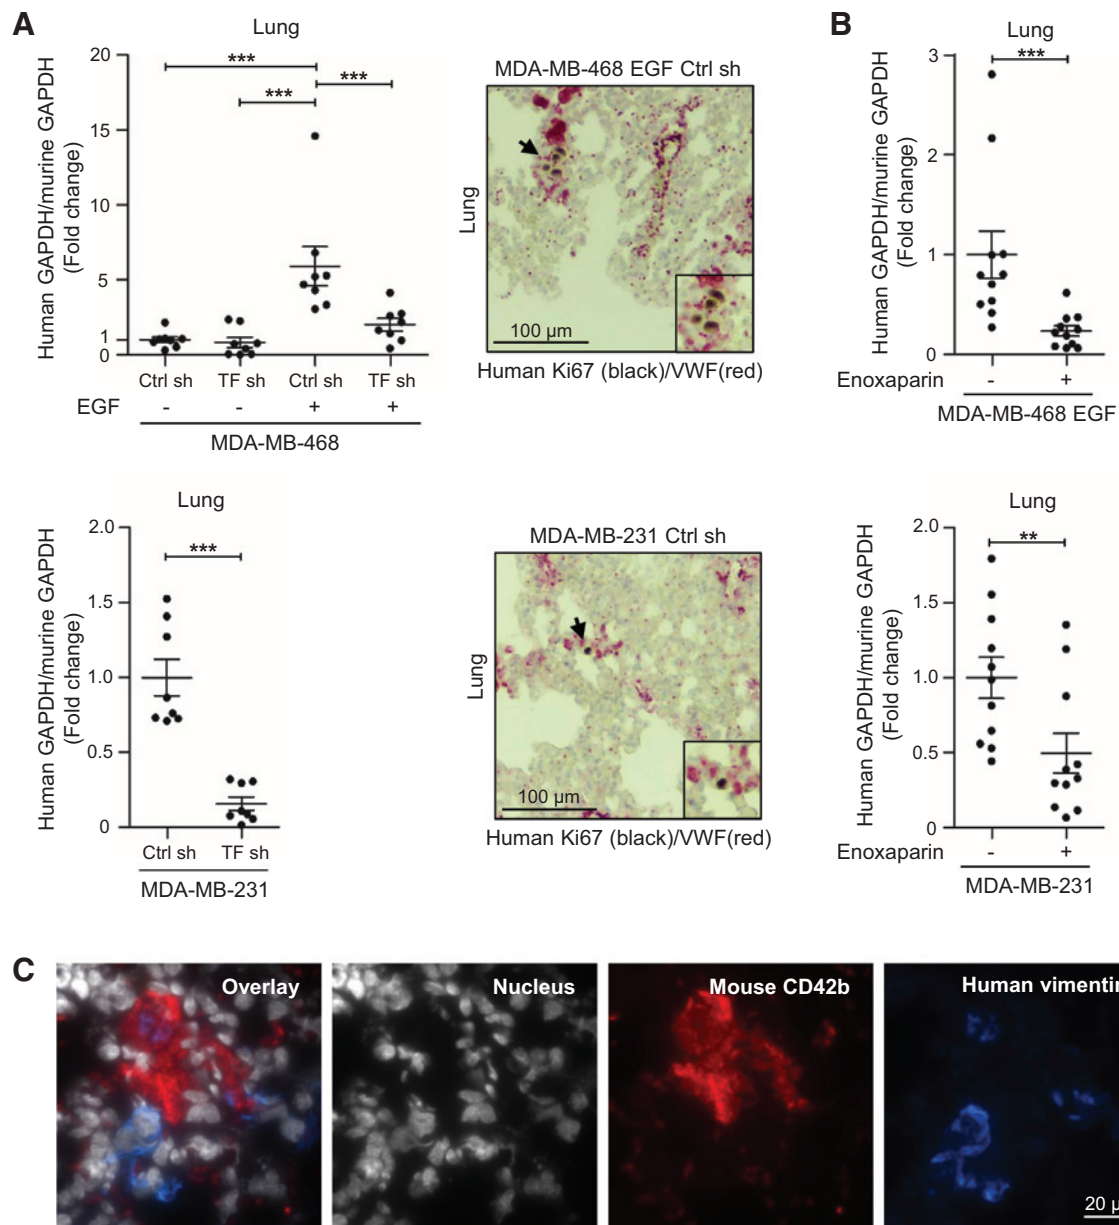 A
Lung
Human GAPDH/murine GAPDH
(Fold change)
20
15
10
5
1
0
***
***
***
Ctrl sh
TF sh
Ctrl sh
TF sh
EGF
-
-
+
+
MDA-MB-468
MDA-MB-468 EGF Ctrl sh
Lung
100 µm
Human Ki67 (black)/VWF(red)
B
Lung
Human GAPDH/murine GAPDH
(Fold change)
3
2
1
0
***
Enoxaparin
-
+
MDA-MB-468 EGF
Lung
Human GAPDH/murine GAPDH
(Fold change)
2.0
1.5
1.0
0.5
0
***
Ctrl sh
TF sh
MDA-MB-231
MDA-MB-231 Ctrl sh
Lung
100 µm
Human Ki67 (black)/VWF(red)
Lung
Human GAPDH/murine GAPDH
(Fold change)
2.0
1.5
1.0
0.5
0
**
Enoxaparin
-
+
MDA-MB-231
C
Overlay
Nucleus
Mouse CD42b
Human vimentin
20 µ